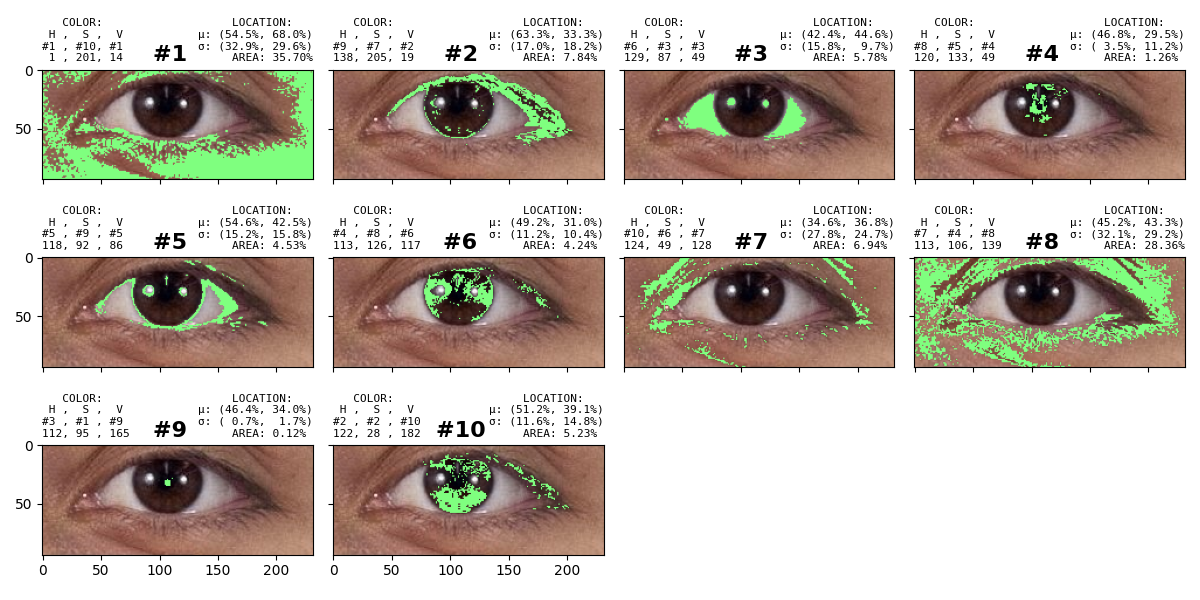 COLOR: LOCATION:
H , S , V μ: (54.5%, 68.0%)
#1 , #10, #1 σ: (32.9%, 29.6%)
1 , 201, 14 #1 AREA: 35.70%
COLOR: LOCATION:
H , S , V μ: (63.3%, 33.3%)
#9 , #7 , #2 σ: (17.0%, 18.2%)
138, 205, 19 #2 AREA: 7.84%
COLOR: LOCATION:
H , S , V μ: (42.4%, 44.6%)
#6 , #3 , #3 σ: (15.8%, 9.7%)
129, 87 , 49 #3 AREA: 5.78%
COLOR: LOCATION:
H , S , V μ: (46.8%, 29.5%)
#8 , #5 , #4 σ: ( 3.5%, 11.2%)
120, 133, 49 #4 AREA: 1.26%
0
50
COLOR: LOCATION:
H , S , V μ: (54.6%, 42.5%)
#5 , #9 , #5 σ: (15.2%, 15.8%)
118, 92 , 86 #5 AREA: 4.53%
COLOR: LOCATION:
H , S , V μ: (49.2%, 31.0%)
#4 , #8 , #6 σ: (11.2%, 10.4%)
113, 126, 117 #6 AREA: 4.24%
COLOR: LOCATION:
H , S , V μ: (34.6%, 36.8%)
#10, #6 , #7 σ: (27.8%, 24.7%)
124, 49 , 128 #7 AREA: 6.94%
COLOR: LOCATION:
H , S , V μ: (45.2%, 43.3%)
#7 , #4 , #8 σ: (32.1%, 29.2%)
113, 106, 139 #8 AREA: 28.36%
0
50
COLOR: LOCATION:
H , S , V μ: (46.4%, 34.0%)
#3 , #1 , #9 σ: ( 0.7%, 1.7%)
112, 95 , 165 #9 AREA: 0.12%
COLOR: LOCATION:
H , S , V μ: (51.2%, 39.1%)
#2 , #2 , #10 σ: (11.6%, 14.8%)
122, 28 , 182 #10 AREA: 5.23%
0
50
0 50 100 150 200
0 50 100 150 200